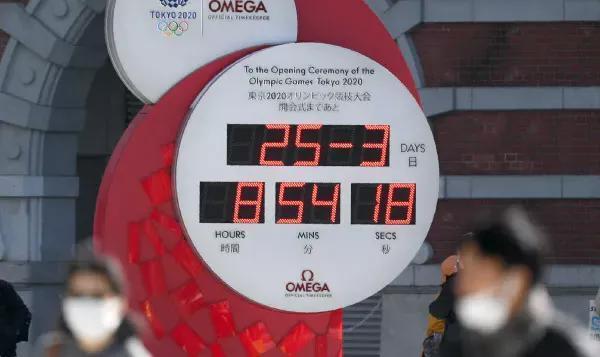 TOKYO 2020
OMEGA
OFFICIAL TIMEKEEPER
To the Opening Ceremony of the
Olympic Games Tokyo 2020
東京2020オリンピック競技大会
開会式まであと
25-3 DAYS
日
8 54 18
HOURS MINS SECS
時間 分 秒
OMEGA
OFFICIAL TIMEKEEPER